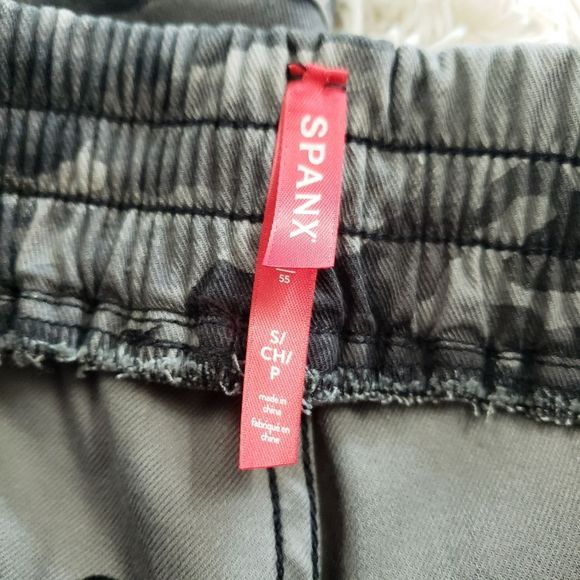 SPANX
SS
S/
CH/
P
made in
china
fabriqué en
chine